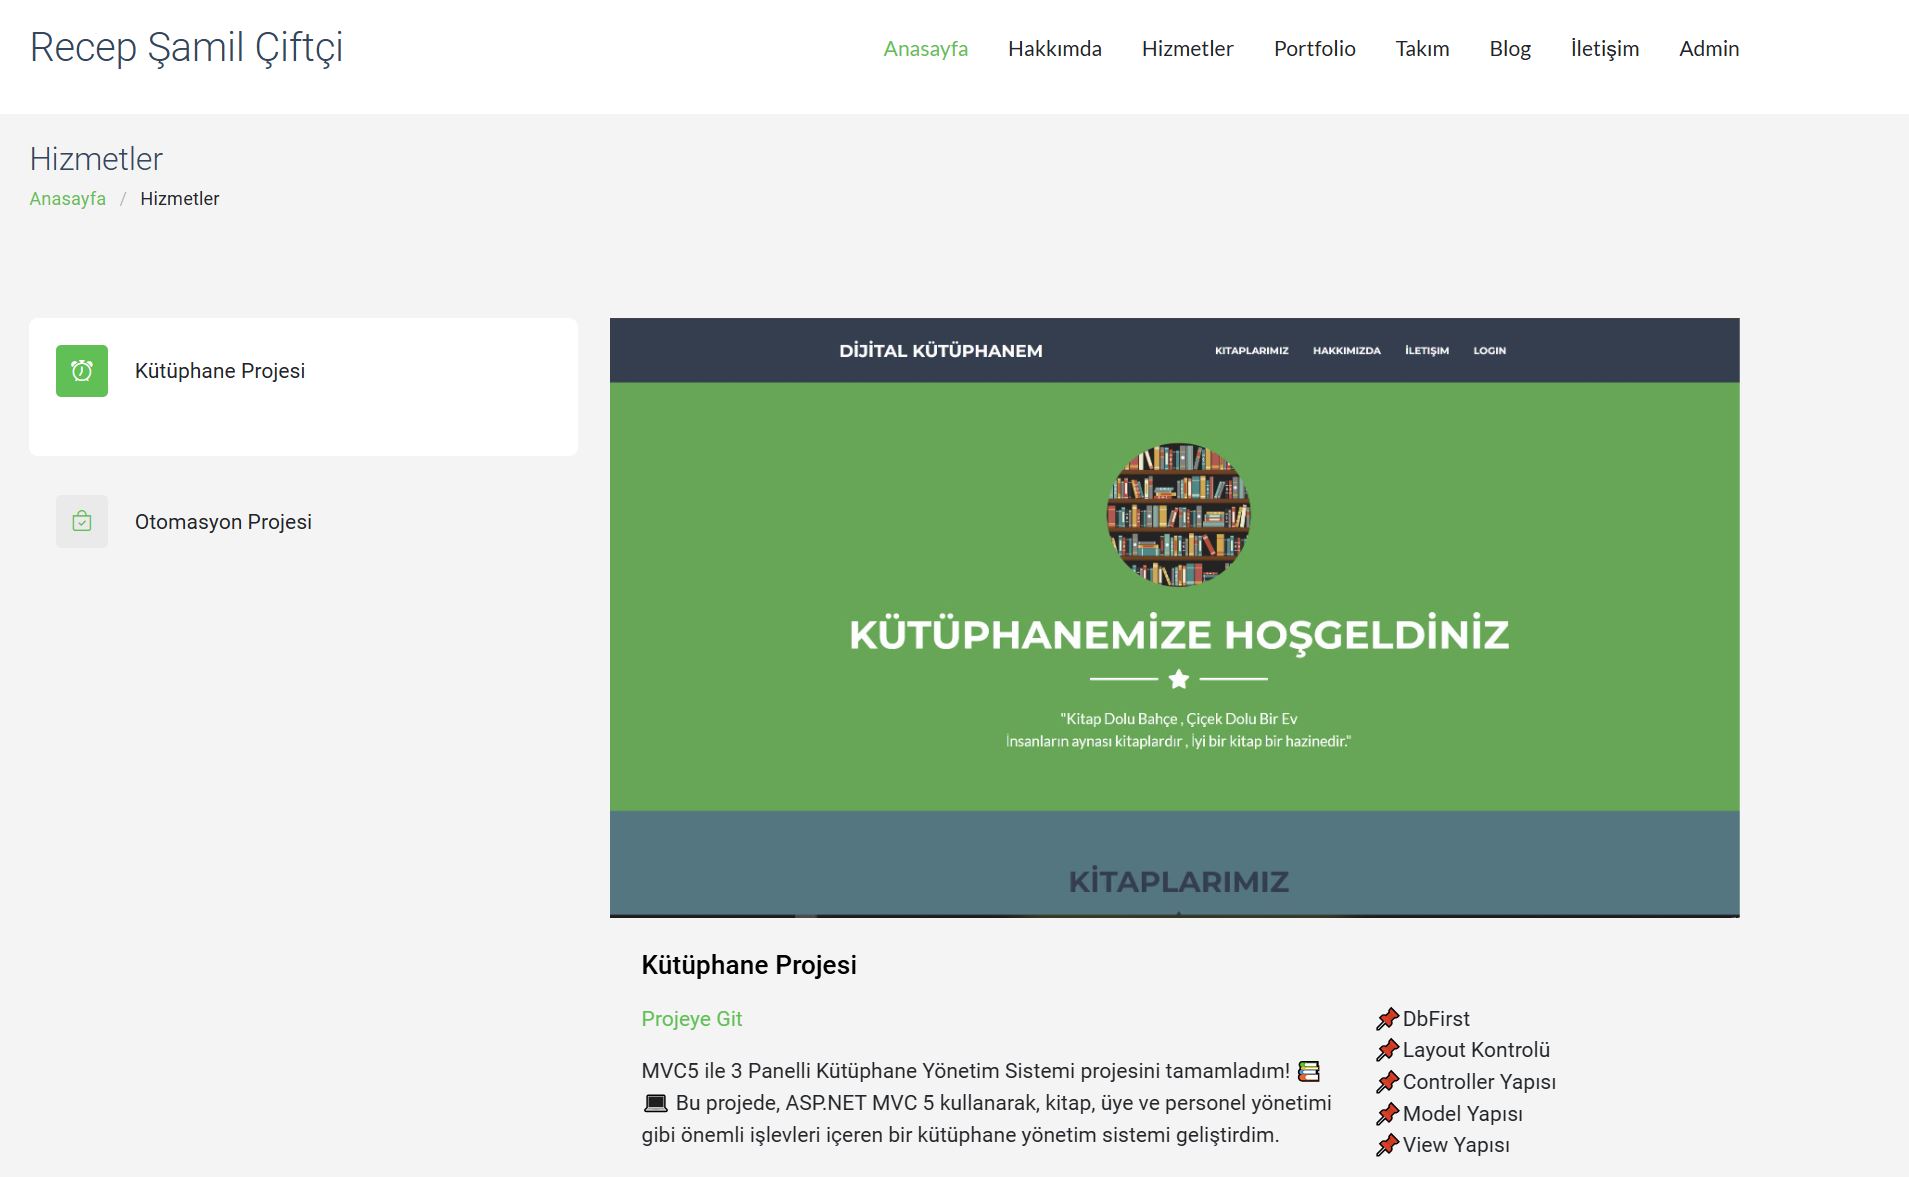 Recep Şamil Çiftçi
Anasayfa Hakkımda Hizmetler Portfolio Takım Blog İletişim Admin
Hizmetler
Anasayfa / Hizmetler
Kütüphane Projesi
Otomasyon Projesi
DİJİTAL KÜTÜPHANEM
KITAPLARIMIZ HAKKIMIZDA İLETIŞIM LOGIN
KÜTÜPHANEMİZE HOŞGELDİNİZ
"Kitap Dolu Bahçe , Çiçek Dolu Bir Ev
İnsanların aynası kitaplardır , İyi bir kitap bir hazinedir."
KİTAPLARIMIZ
Kütüphane Projesi
Projeye Git
MVC5 ile 3 Panelli Kütüphane Yönetim Sistemi projesini tamamladım! 📚
💻 Bu projede, ASP.NET MVC 5 kullanarak, kitap, üye ve personel yönetimi
gibi önemli işlevleri içeren bir kütüphane yönetim sistemi geliştirdim.
📌DbFirst
📌Layout Kontrolü
📌Controller Yapısı
📌Model Yapısı
📌View Yapısı